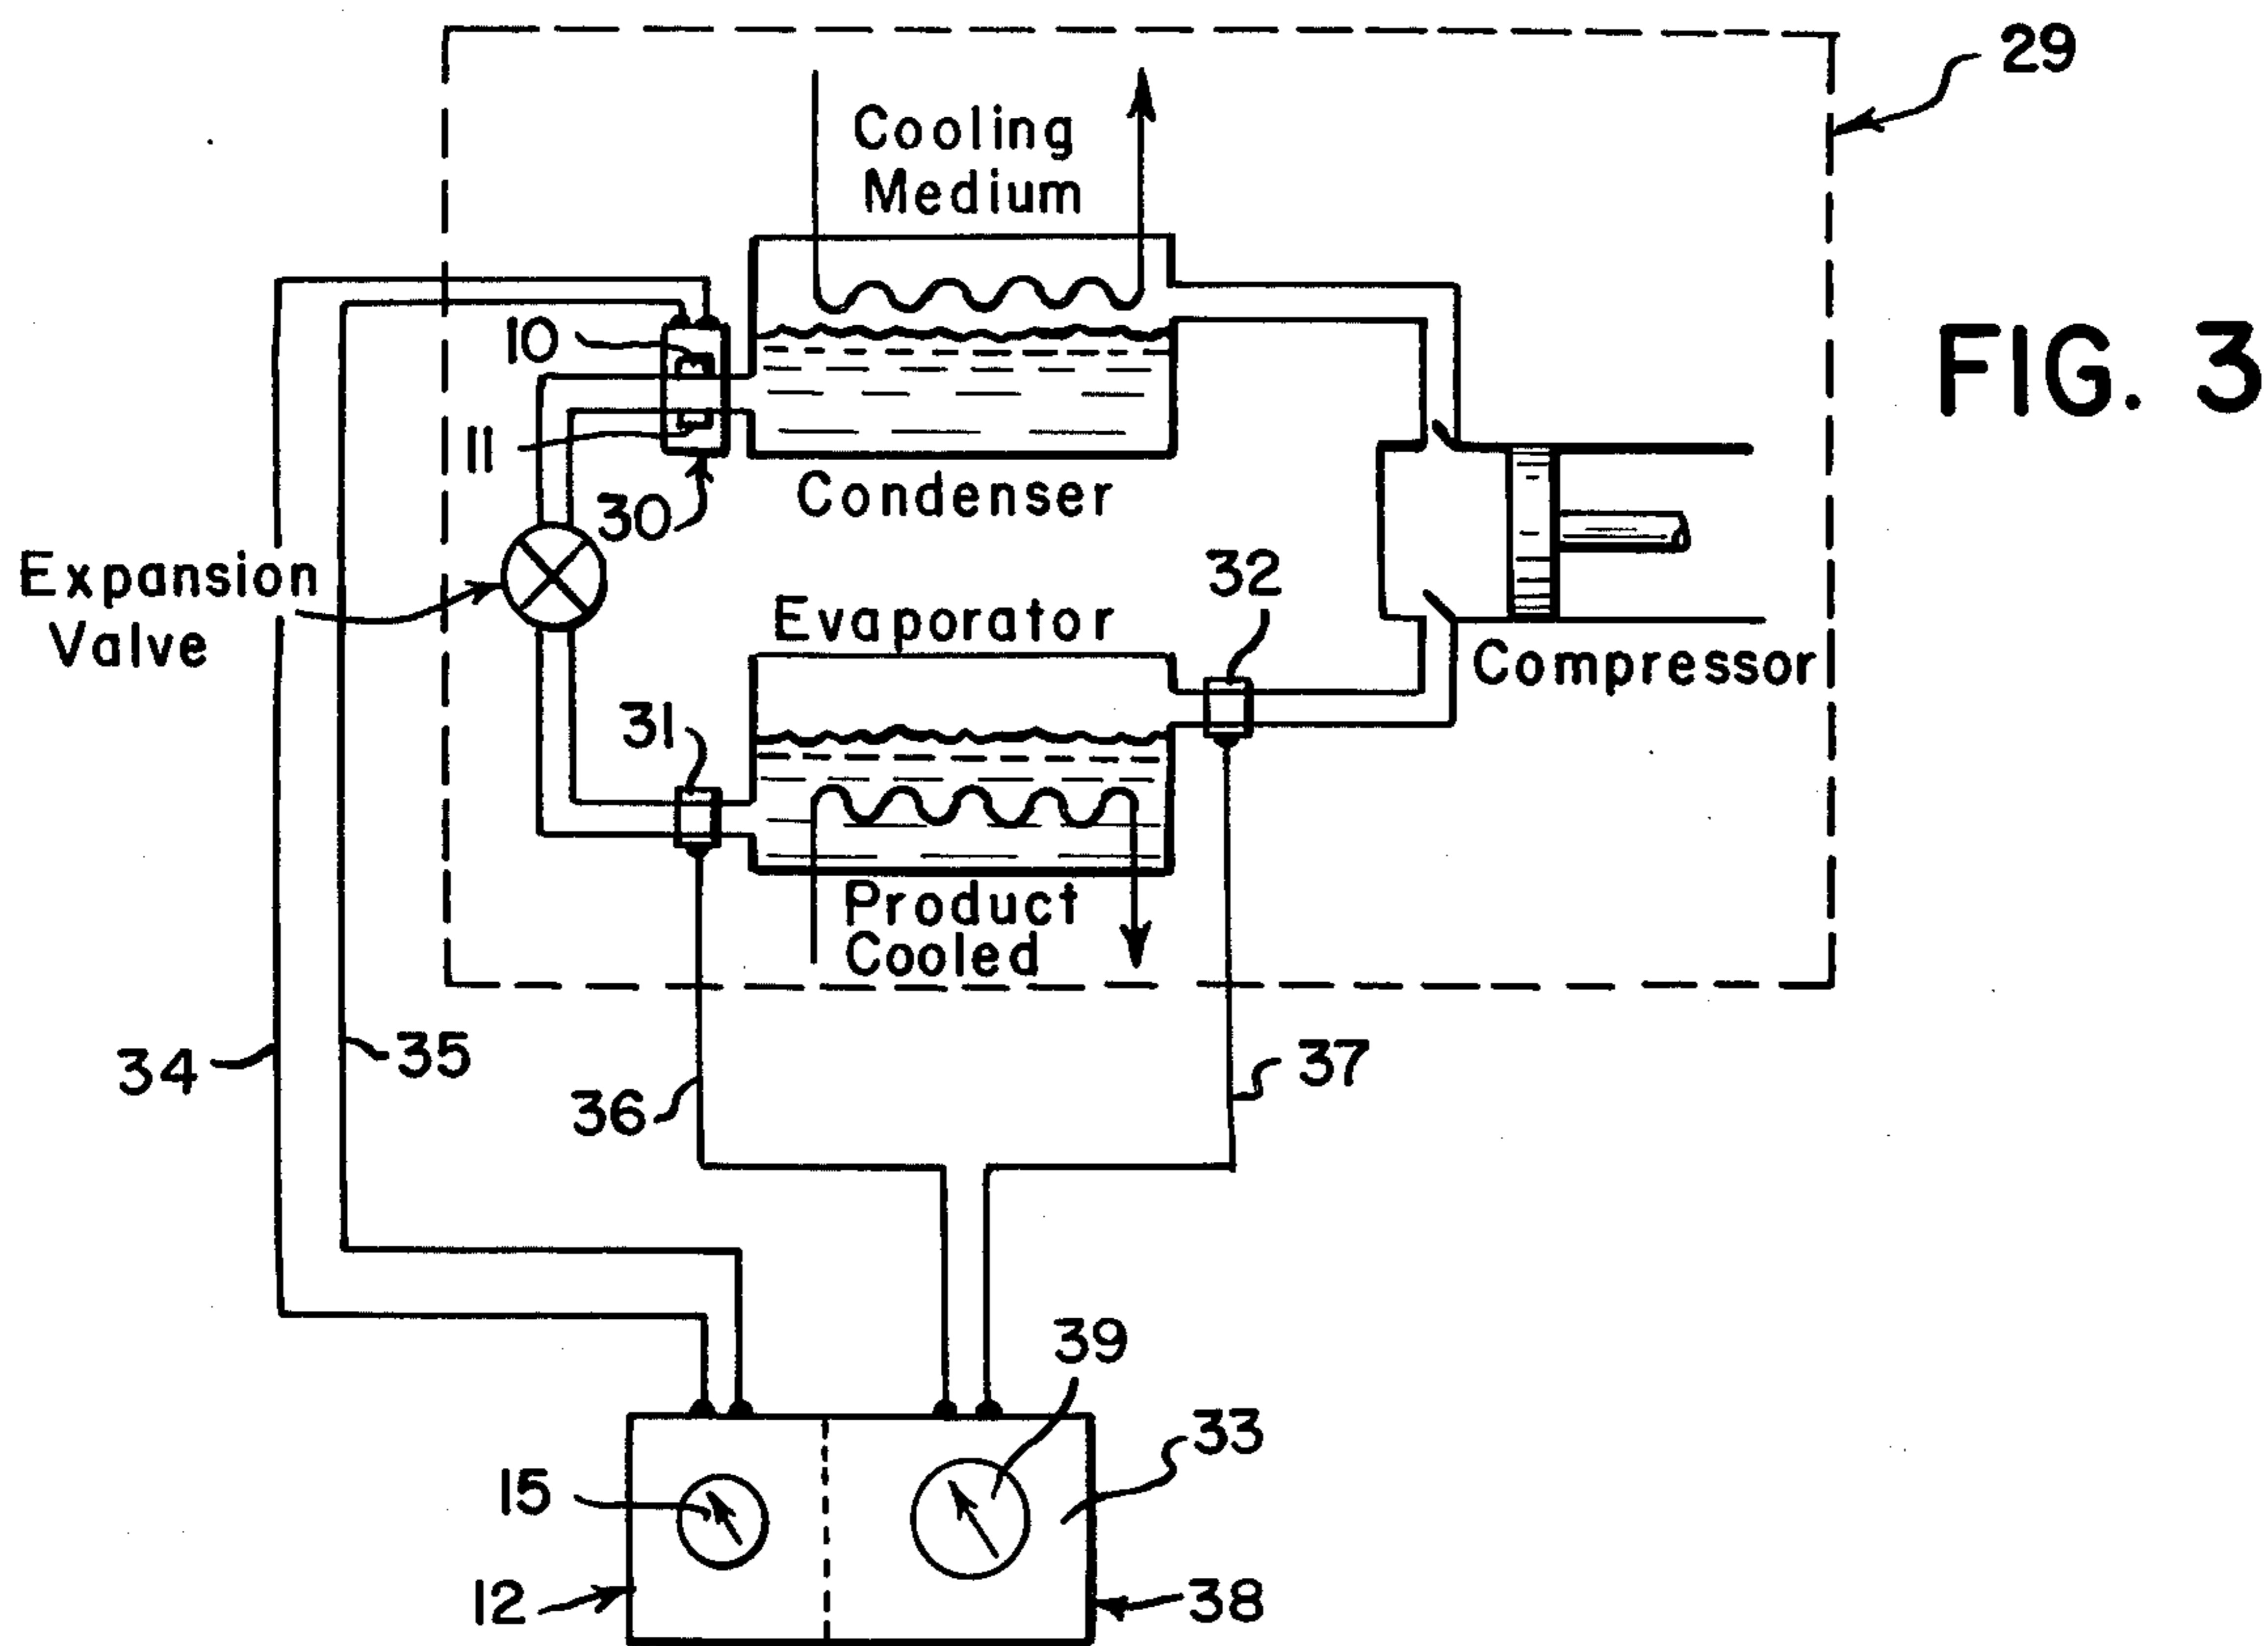 29
Cooling
Medium
FIG. 3
10
11
30
Condenser
Expansion
Valve
32
Evaporator
Compressor
31
Product
Cooled
34
35
36
37
39
33
15
12
38